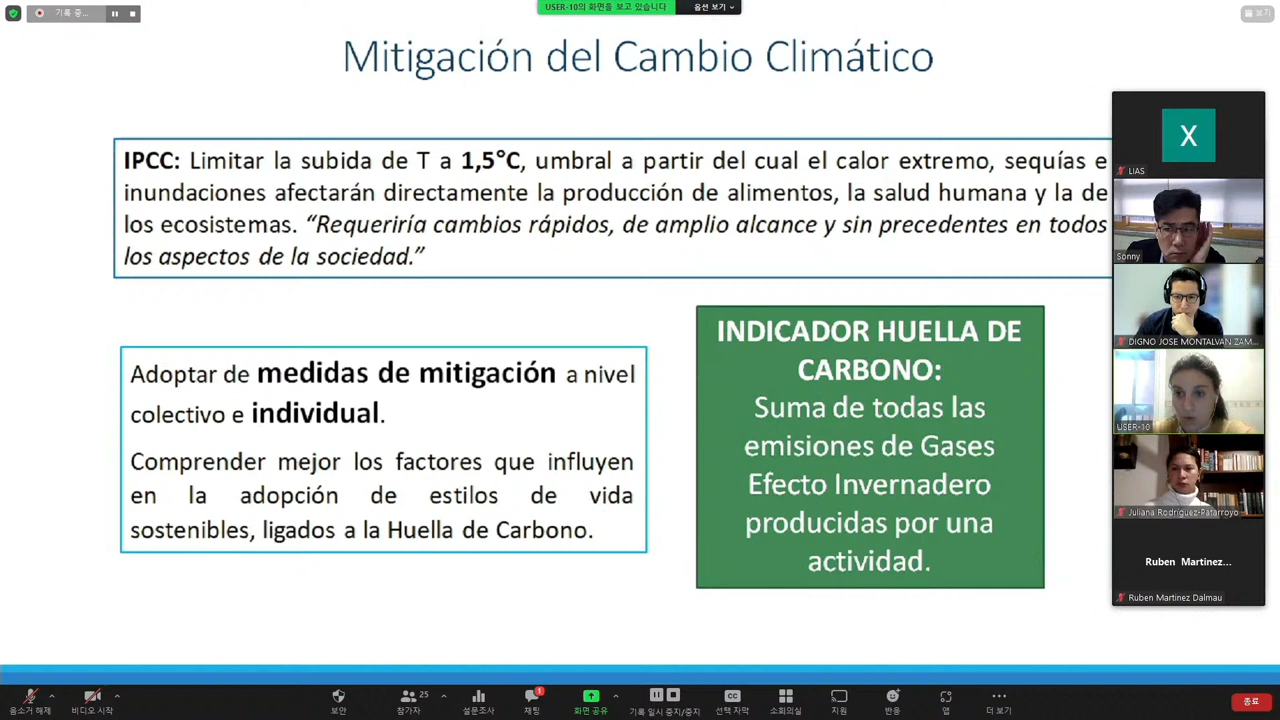 기록 중...
USER-10의 화면을 보고 있습니다
옵션 보기
보기
Mitigación del Cambio Climático
IPCC: Limitar la subida de T a 1,5°C, umbral a partir del cual el calor extremo, sequías e
inundaciones afectarán directamente la producción de alimentos, la salud humana y la de
los ecosistemas. “Requeriría cambios rápidos, de amplio alcance y sin precedentes en todos
los aspectos de la sociedad.”
Adoptar de medidas de mitigación a nivel
colectivo e individual.
Comprender mejor los factores que influyen
en la adopción de estilos de vida
sostenibles, ligados a la Huella de Carbono.
INDICADOR HUELLA DE
CARBONO:
Suma de todas las
emisiones de Gases
Efecto Invernadero
producidas por una
actividad.
X
LIAS
Sonny
DIGNO JOSE MONTALVAN ZAM...
USER-10
Juliana Rodríguez-Patarroyo
Ruben Martinez...
Ruben Martinez Dalmau
음소거 해제
비디오 시작
보안
25
참가자
설문조사
1
채팅
화면 공유
기록 일시 중지/중지
CC
선택 자막
소회의실
지원
반응
앱
더 보기
종료